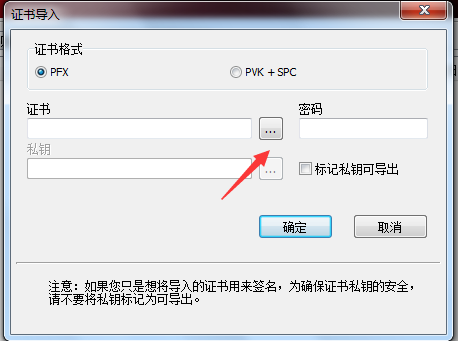 证书导入
证书格式
PFX
PVK + SPC
证书
密码
...
私钥
...
标记私钥可导出
确定
取消
注意：如果您只是想将导入的证书用来签名，为确保证书私钥的安全，
请不要将私钥标记为可导出。